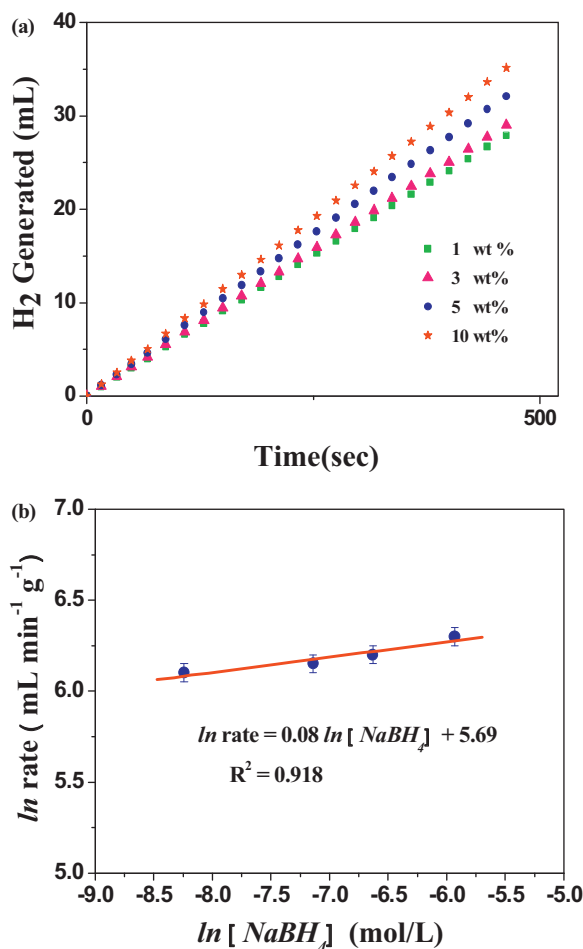 (a)
H2 Generated (mL)
40
30
20
10
0
1 wt %
3 wt%
5 wt%
10 wt%
0
500
Time(sec)
(b)
ln rate ( mL min-1 g-1)
7.0
6.5
6.0
5.5
5.0
ln rate = 0.08 ln [ NaBH4] + 5.69
R2 = 0.918
-9.0 -8.5 -8.0 -7.5 -7.0 -6.5 -6.0 -5.5 -5.0
ln [ NaBH4] (mol/L)